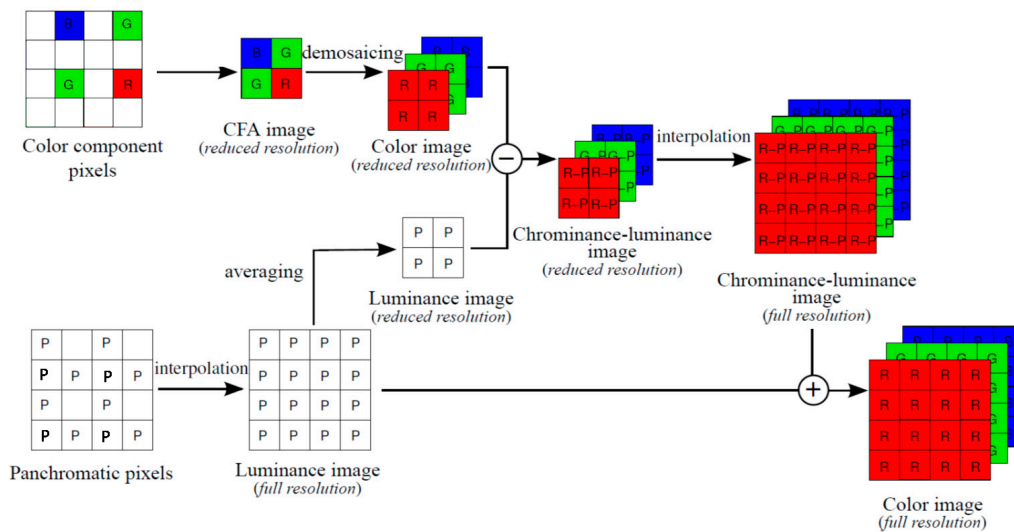 B G
G R
Color component
pixels
B G
G R
CFA image
(reduced resolution)
demosaicing
G G
R R
R R
Color image
(reduced resolution)
−
R−P R−P
R−P R−P
Chrominance-luminance
image
(reduced resolution)
interpolation
R−P R−P R−P R−P
R−P R−P R−P R−P
R−P R−P R−P R−P
R−P R−P R−P R−P
Chrominance-luminance
image
(full resolution)
averaging
P P
P P
Luminance image
(reduced resolution)
P P
P P P P
P P
P P P P
Panchromatic pixels
interpolation
P P P P
P P P P
P P P P
P P P P
Luminance image
(full resolution)
+
R R R R
R R R R
R R R R
R R R R
Color image
(full resolution)